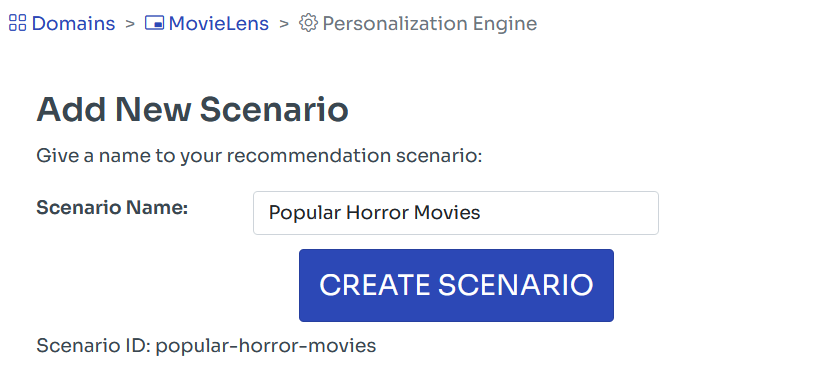 Domains > MovieLens > Personalization Engine
Add New Scenario
Give a name to your recommendation scenario:
Scenario Name: Popular Horror Movies
CREATE SCENARIO
Scenario ID: popular-horror-movies